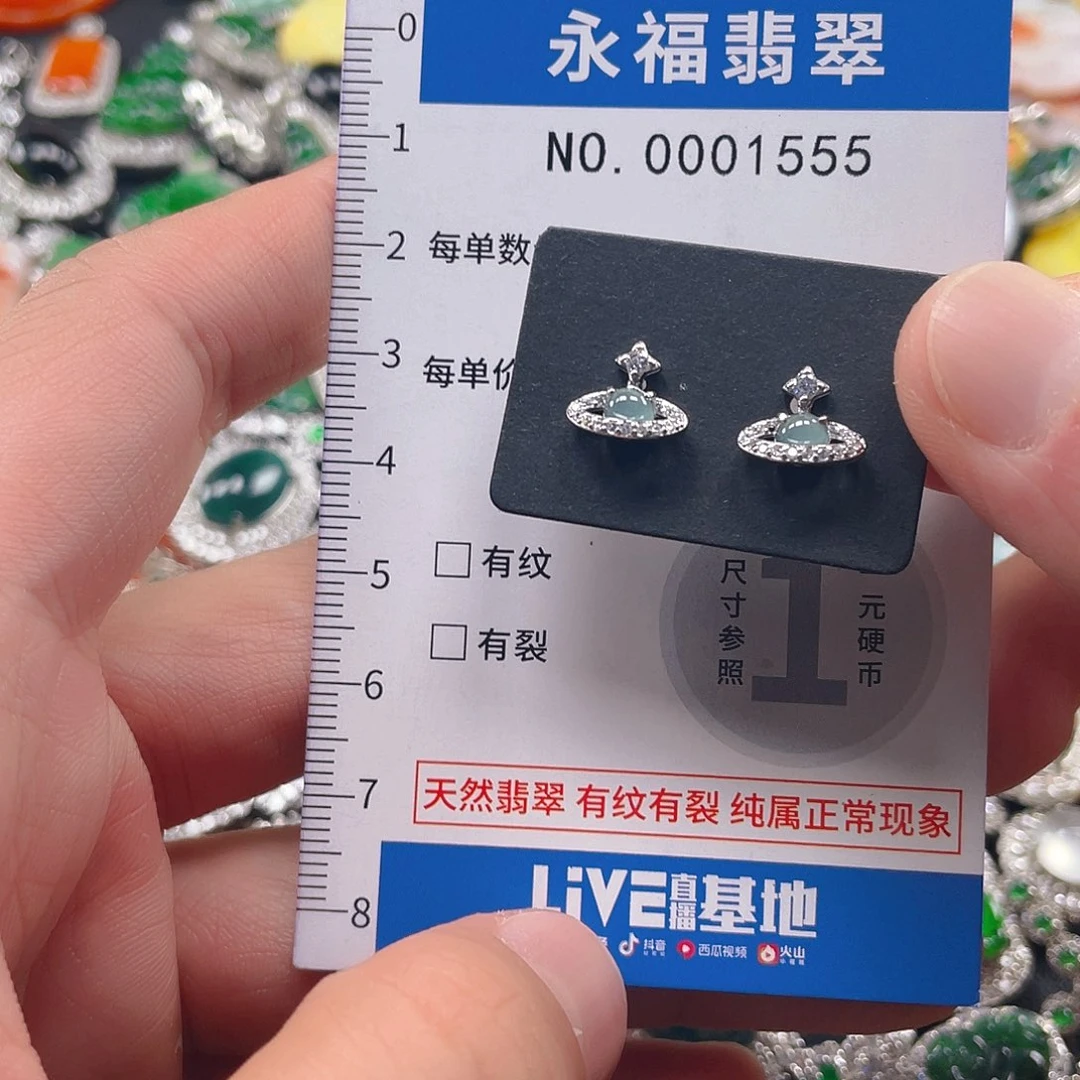 永福翡翠
NO. 0001555
0
1
2
3
4
5
6
7
8
每单数
每单价
□ 有纹
□ 有裂
尺寸参照
1
元硬币
天然翡翠 有纹有裂 纯属正常现象
LiVE直播基地
抖音 西瓜视频 火山